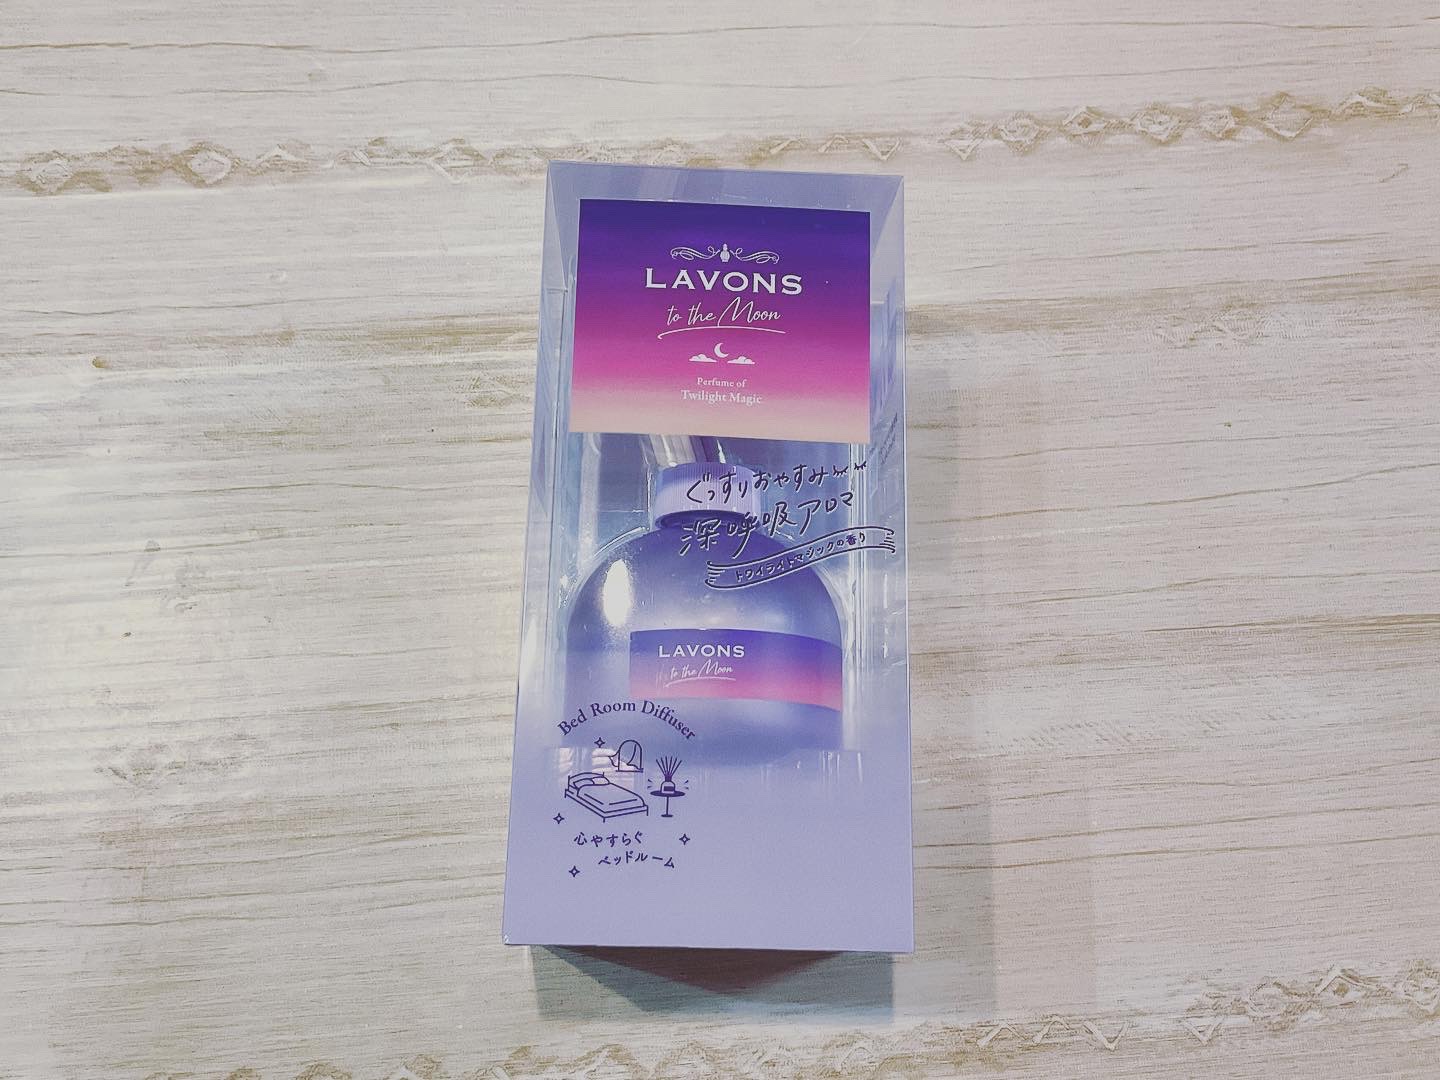 LAVONS
to the Moon
Perfume of
Twilight Magic
ぐっすりおやすみ
深呼吸アロマ
トワイライトマジックの香り
LAVONS
to the Moon
Bed Room Diffuser
心やすらぐ
ベッドルーム